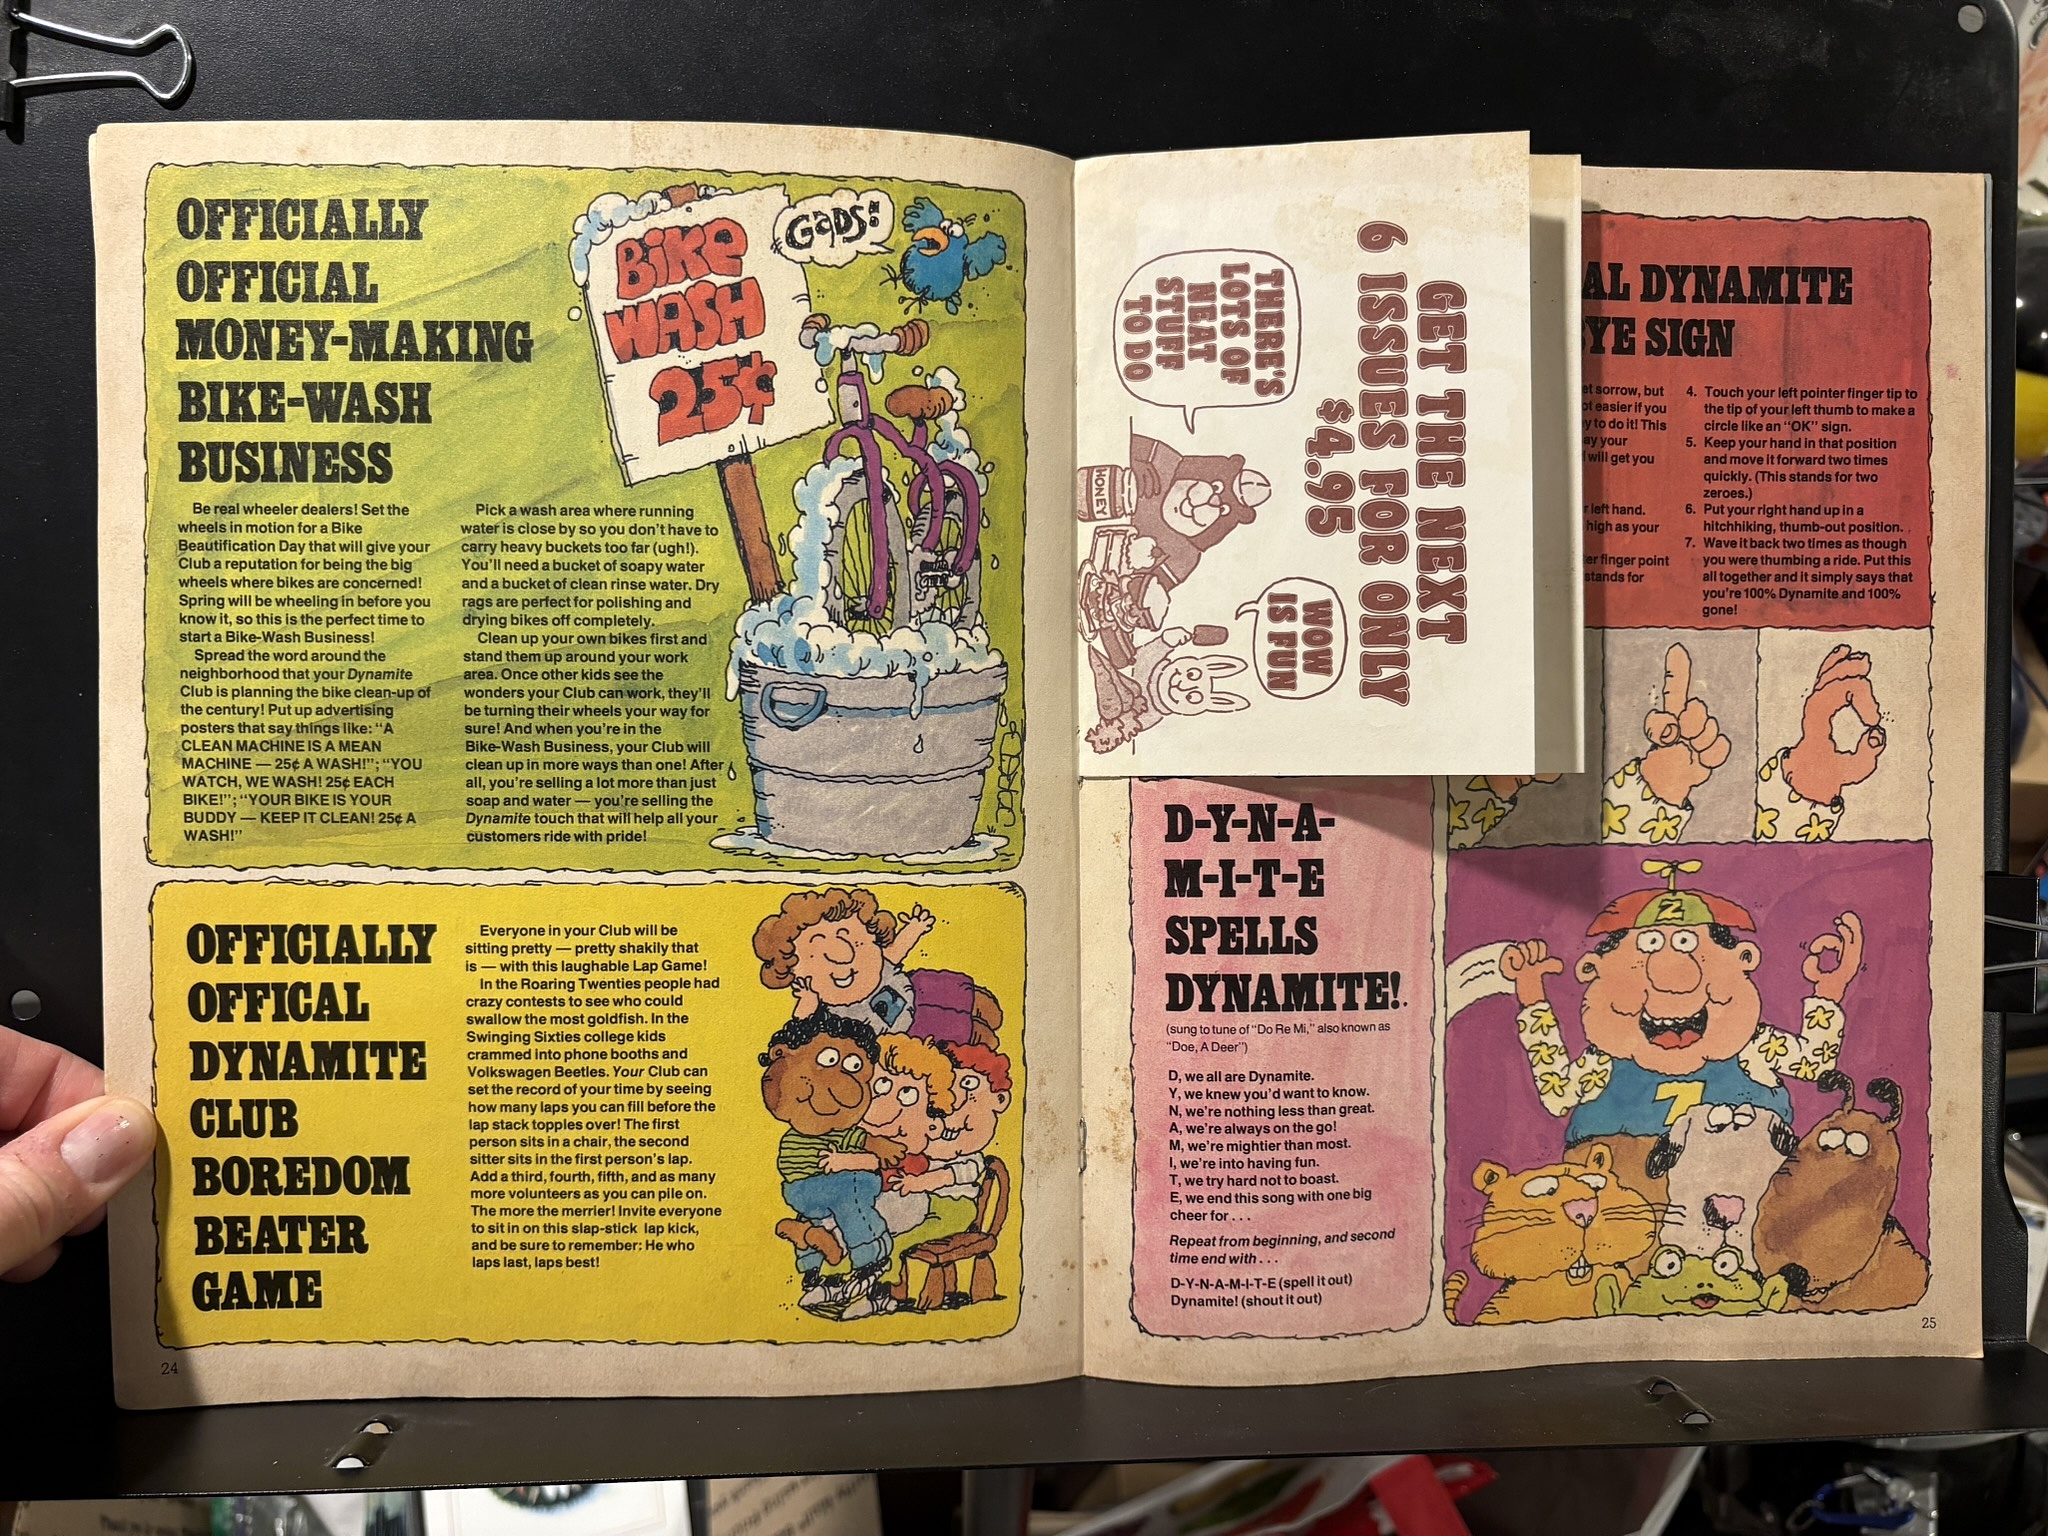 OFFICIALLY
OFFICIAL
MONEY-MAKING
BIKE-WASH
BUSINESS
Be real wheeler dealers! Set the
wheels in motion for a Bike
Beautification Day that will give your
Club a reputation for being the big
wheels where bikes are concerned!
Spring will be wheeling in before you
know it, so this is the perfect time to
start a Bike-Wash Business!
Spread the word around the
neighborhood that your Dynamite
Club is planning the bike clean-up of
the century! Put up advertising
posters that say things like: “A
CLEAN MACHINE IS A MEAN
MACHINE — 25¢ A WASH!”; “YOU
WATCH, WE WASH! 25¢ EACH
BIKE!”; “YOUR BIKE IS YOUR
BUDDY — KEEP IT CLEAN! 25¢ A
WASH!”
Pick a wash area where running
water is close by so you don’t have to
carry heavy buckets too far (ugh!).
You’ll need a bucket of soapy water
and a bucket of clean rinse water. Dry
rags are perfect for polishing and
drying bikes off completely.
Clean up your own bikes first and
stand them up around your work
area. Once other kids see the
wonders your Club can work, they’ll
be turning their wheels your way for
sure! And when you’re in the
Bike-Wash Business, your Club will
clean up in more ways than one! After
all, you’re selling a lot more than just
soap and water — you’re selling the
Dynamite touch that will help all your
customers ride with pride!
BiKe
WASH
25¢
GaDS!
OFFICIALLY
OFFICAL
DYNAMITE
CLUB
BOREDOM
BEATER
GAME
Everyone in your Club will be
sitting pretty — pretty shakily that
is — with this laughable Lap Game!
In the Roaring Twenties people had
crazy contests to see who could
swallow the most goldfish. In the
Swinging Sixties college kids
crammed into phone booths and
Volkswagen Beetles. Your Club can
set the record of your time by seeing
how many laps you can fill before the
lap stack topples over! The first
person sits in a chair, the second
sitter sits in the first person’s lap.
Add a third, fourth, fifth, and as many
more volunteers as you can pile on.
The more the merrier! Invite everyone
to sit in on this slap-stick lap kick,
and be sure to remember: He who
laps last, laps best!
24
GET THE NEXT
6 ISSUES FOR ONLY
$4.95
THERE'S
LOTS OF
NEAT
STUFF
TO DO
WOW
IS FUN
HONEY
AL DYNAMITE
YE SIGN
et sorrow, but
ot easier if you
y to do it! This
ay your
will get you
r left hand.
high as your
er finger point
stands for
4. Touch your left pointer finger tip to
the tip of your left thumb to make a
circle like an “OK” sign.
5. Keep your hand in that position
and move it forward two times
quickly. (This stands for two
zeroes.)
6. Put your right hand up in a
hitchhiking, thumb-out position.
7. Wave it back two times as though
you were thumbing a ride. Put this
all together and it simply says that
you’re 100% Dynamite and 100%
gone!
D-Y-N-A-
M-I-T-E
SPELLS
DYNAMITE!
(sung to tune of “Do Re Mi,” also known as
“Doe, A Deer”)
D, we all are Dynamite.
Y, we knew you’d want to know.
N, we’re nothing less than great.
A, we’re always on the go!
M, we’re mightier than most.
I, we’re into having fun.
T, we try hard not to boast.
E, we end this song with one big
cheer for . . .
Repeat from beginning, and second
time end with . . .
D-Y-N-A-M-I-T-E (spell it out)
Dynamite! (shout it out)
Z
7
25